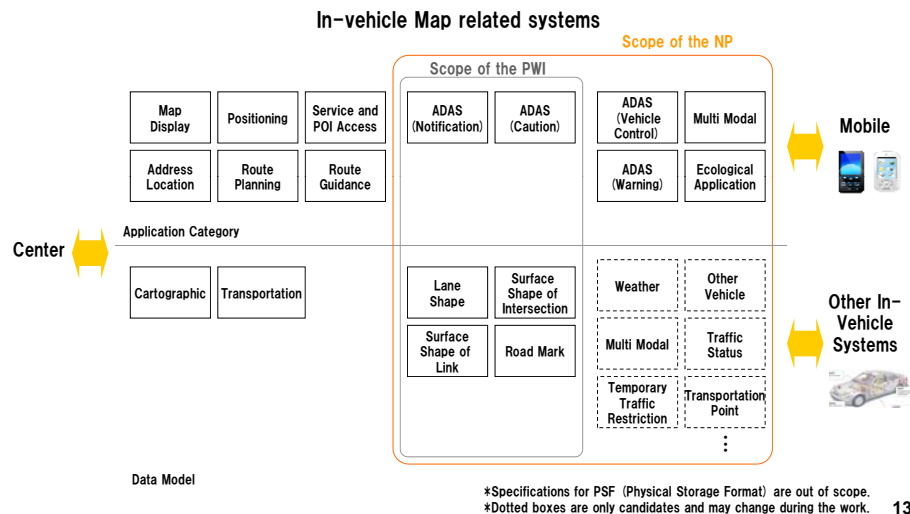 In-vehicle Map related systems
Scope of the NP
Scope of the PWI
Map
Display
Positioning
Service and
POI Access
ADAS
(Notification)
ADAS
(Caution)
ADAS
(Vehicle
Control)
Multi Modal
Mobile
Address
Location
Route
Planning
Route
Guidance
ADAS
(Warning)
Ecological
Application
Application Category
Center
Cartographic
Transportation
Lane
Shape
Surface
Shape of
Intersection
Weather
Other
Vehicle
Other In-
Vehicle
Systems
Surface
Shape of
Link
Road Mark
Multi Modal
Traffic
Status
Temporary
Traffic
Restriction
Transportation
Point
⋮
Data Model
*Specifications for PSF (Physical Storage Format) are out of scope.
*Dotted boxes are only candidates and may change during the work.
13